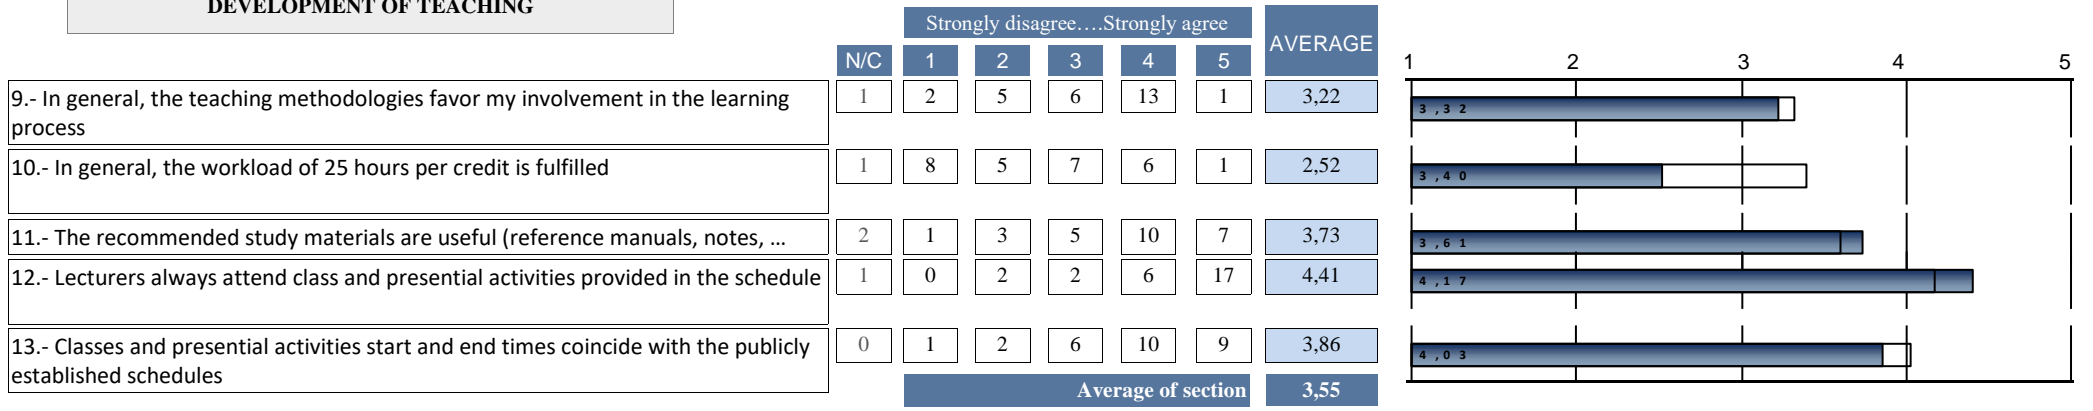 DEVELOPMENT OF TEACHING
Strongly disagree….Strongly agree
AVERAGE
N/C 1 2 3 4 5
1 2 3 4 5
9.- In general, the teaching methodologies favor my involvement in the learning
process
1 2 5 6 13 1 3,22
3,32
10.- In general, the workload of 25 hours per credit is fulfilled
1 8 5 7 6 1 2,52
3,40
11.- The recommended study materials are useful (reference manuals, notes, …
2 1 3 5 10 7 3,73
3,61
12.- Lecturers always attend class and presential activities provided in the schedule
1 0 2 2 6 17 4,41
4,17
13.- Classes and presential activities start and end times coincide with the publicly
established schedules
0 1 2 6 10 9 3,86
4,03
Average of section 3,55